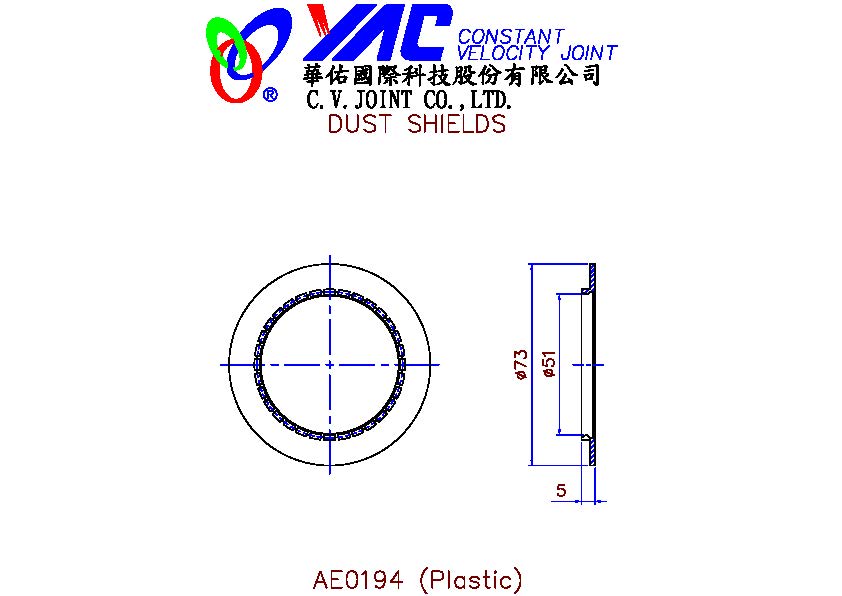 YAC CONSTANT
VELOCITY JOINT
®
華佑國際科技股份有限公司
C.V.JOINT CO.,LTD.
DUST SHIELDS
ø73
ø51
5
AE0194 (Plastic)